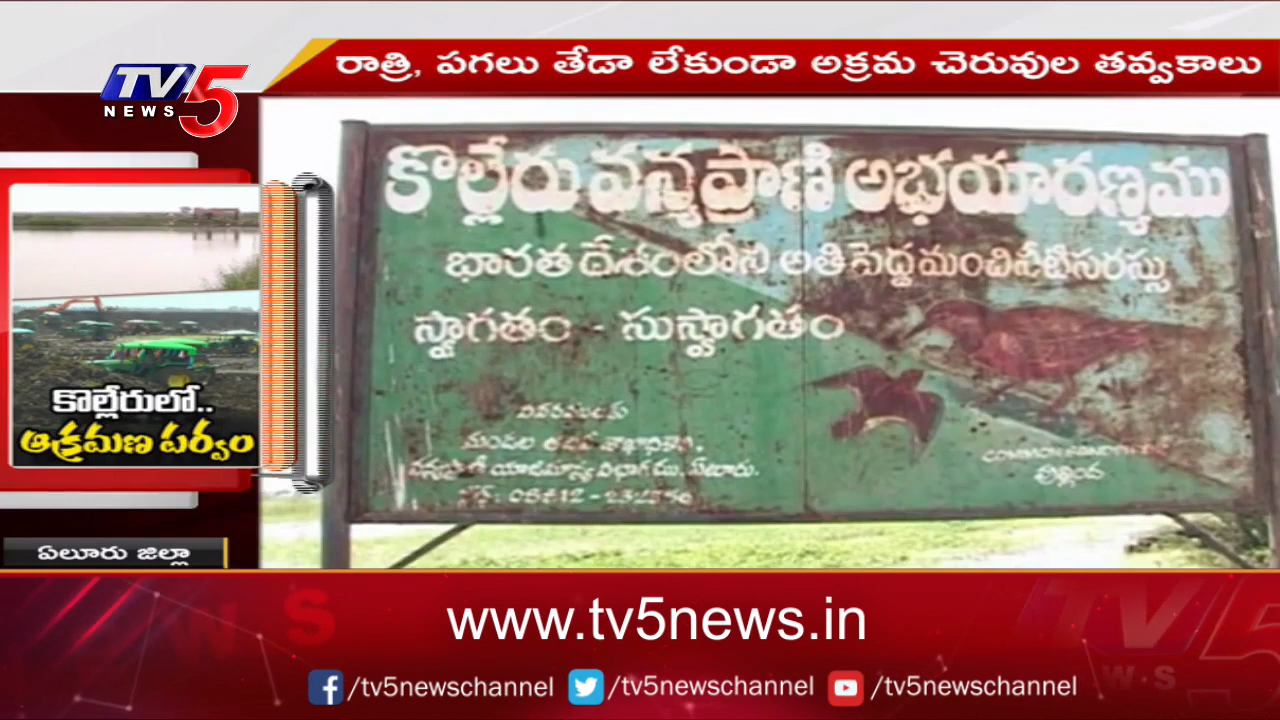 TV5
NEWS
రాత్రి, పగలు తేడా లేకుండా అక్రమ చెరువుల తవ్వకాలు
కొల్లేరు వన్యప్రాణి అభయారణ్యము
భారత దేశంలోని అతి పెద్ద మంచినీటి సరస్సు
స్వాగతం - సుస్వాగతం
కొల్లేరులో..
ఆక్రమణ పర్వం
ఏలూరు జిల్లా
www.tv5news.in
/tv5newschannel
/tv5newschannel
/tv5newschannel